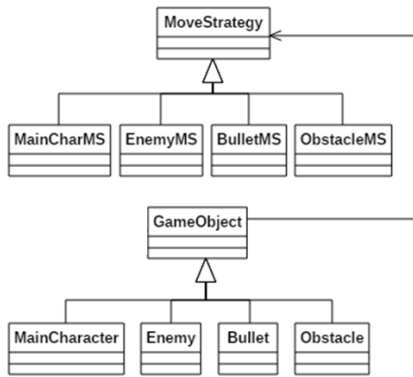 MoveStrategy
MainCharMS EnemyMS BulletMS ObstacleMS
GameObject
MainCharacter Enemy Bullet Obstacle